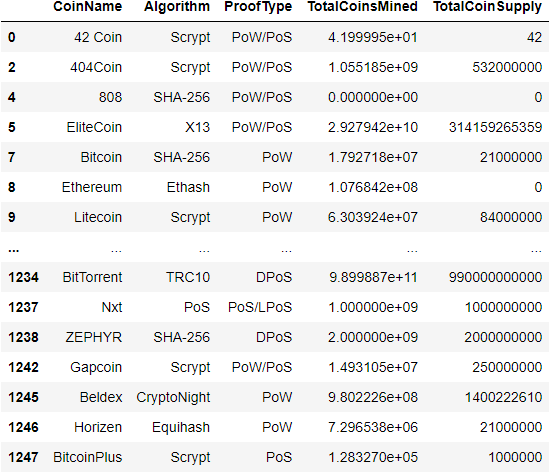 CoinName Algorithm ProofType TotalCoinsMined TotalCoinSupply
0 42 Coin Scrypt PoW/PoS 4.199995e+01 42
2 404Coin Scrypt PoW/PoS 1.055185e+09 532000000
4 808 SHA-256 PoW/PoS 0.000000e+00 0
5 EliteCoin X13 PoW/PoS 2.927942e+10 314159265359
7 Bitcoin SHA-256 PoW 1.792718e+07 21000000
8 Ethereum Ethash PoW 1.076842e+08 0
9 Litecoin Scrypt PoW 6.303924e+07 84000000
... ... ... ... ... ...
1234 BitTorrent TRC10 DPoS 9.899887e+11 990000000000
1237 Nxt PoS PoS/LPoS 1.000000e+09 1000000000
1238 ZEPHYR SHA-256 DPoS 2.000000e+09 2000000000
1242 Gapcoin Scrypt PoW/PoS 1.493105e+07 250000000
1245 Beldex CryptoNight PoW 9.802226e+08 1400222610
1246 Horizen Equihash PoW 7.296538e+06 21000000
1247 BitcoinPlus Scrypt PoS 1.283270e+05 1000000